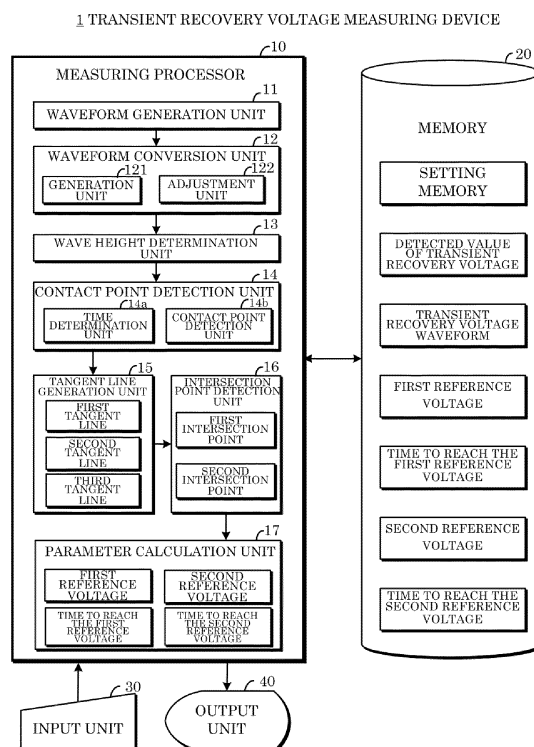 1 TRANSIENT RECOVERY VOLTAGE MEASURING DEVICE
10
MEASURING PROCESSOR
11
WAVEFORM GENERATION UNIT
12
WAVEFORM CONVERSION UNIT
121
GENERATION
UNIT
122
ADJUSTMENT
UNIT
13
WAVE HEIGHT DETERMINATION
UNIT
14
CONTACT POINT DETECTION UNIT
14a
TIME
DETERMINATION
UNIT
14b
CONTACT POINT
DETECTION
UNIT
15
TANGENT LINE
GENERATION UNIT
FIRST
TANGENT
LINE
SECOND
TANGENT
LINE
THIRD
TANGENT
LINE
16
INTERSECTION
POINT DETECTION
UNIT
FIRST
INTERSECTION
POINT
SECOND
INTERSECTION
POINT
17
PARAMETER CALCULATION UNIT
FIRST
REFERENCE
VOLTAGE
SECOND
REFERENCE
VOLTAGE
TIME TO REACH
THE FIRST
REFERENCE
VOLTAGE
TIME TO REACH
THE SECOND
REFERENCE
VOLTAGE
20
MEMORY
SETTING
MEMORY
DETECTED VALUE
OF TRANSIENT
RECOVERY VOLTAGE
TRANSIENT
RECOVERY VOLTAGE
WAVEFORM
FIRST REFERENCE
VOLTAGE
TIME TO REACH
THE FIRST REFERENCE
VOLTAGE
SECOND REFERENCE
VOLTAGE
TIME TO REACH
THE SECOND REFERENCE
VOLTAGE
30
INPUT UNIT
40
OUTPUT
UNIT